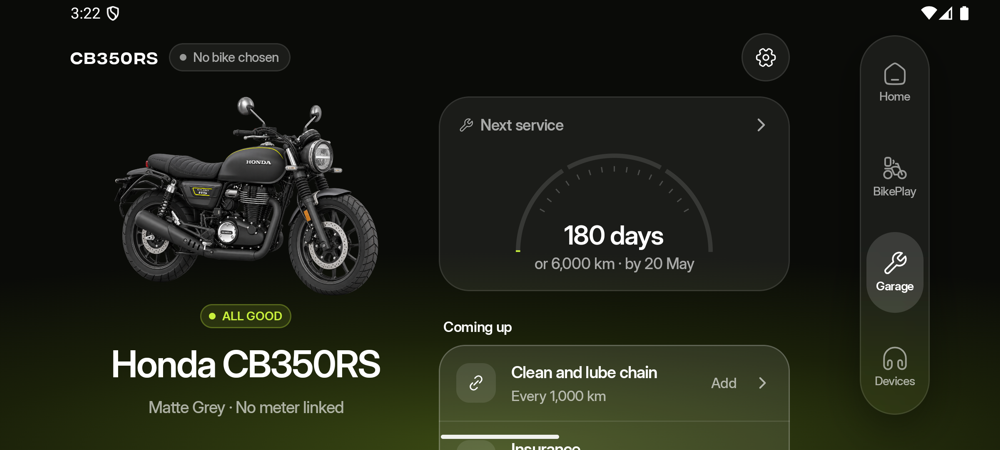 3:22
CB350RS
No bike chosen
HONDA
ALL GOOD
Honda CB350RS
Matte Grey · No meter linked
Next service
180 days
or 6,000 km · by 20 May
Coming up
Clean and lube chain
Every 1,000 km
Add
Insurance
Home
BikePlay
Garage
Devices